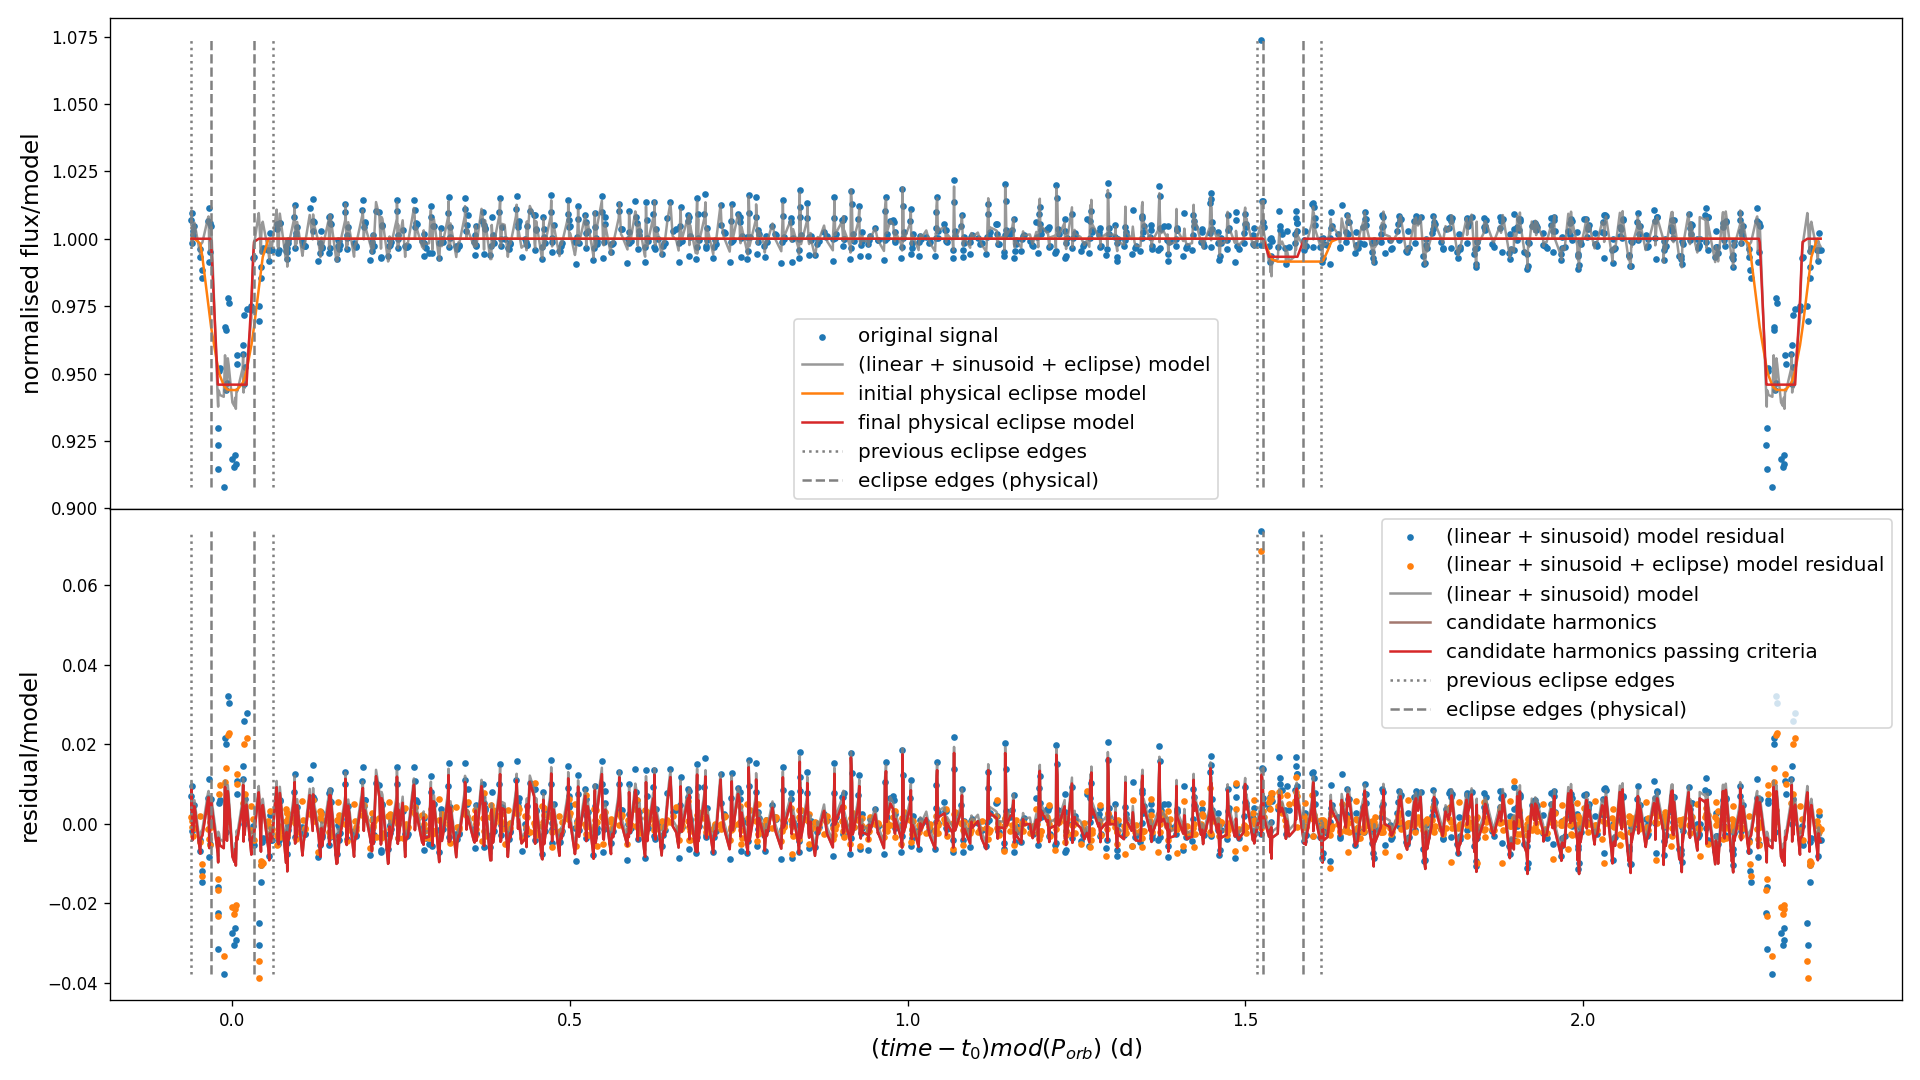 normalised flux/model
1.075
1.050
1.025
1.000
0.975
0.950
0.925
0.900
original signal
(linear + sinusoid + eclipse) model
initial physical eclipse model
final physical eclipse model
previous eclipse edges
eclipse edges (physical)
residual/model
0.06
0.04
0.02
0.00
−0.02
−0.04
(linear + sinusoid) model residual
(linear + sinusoid + eclipse) model residual
(linear + sinusoid) model
candidate harmonics
candidate harmonics passing criteria
previous eclipse edges
eclipse edges (physical)
0.0 0.5 1.0 1.5 2.0
(time − t₀)mod(Pₒᵣb) (d)